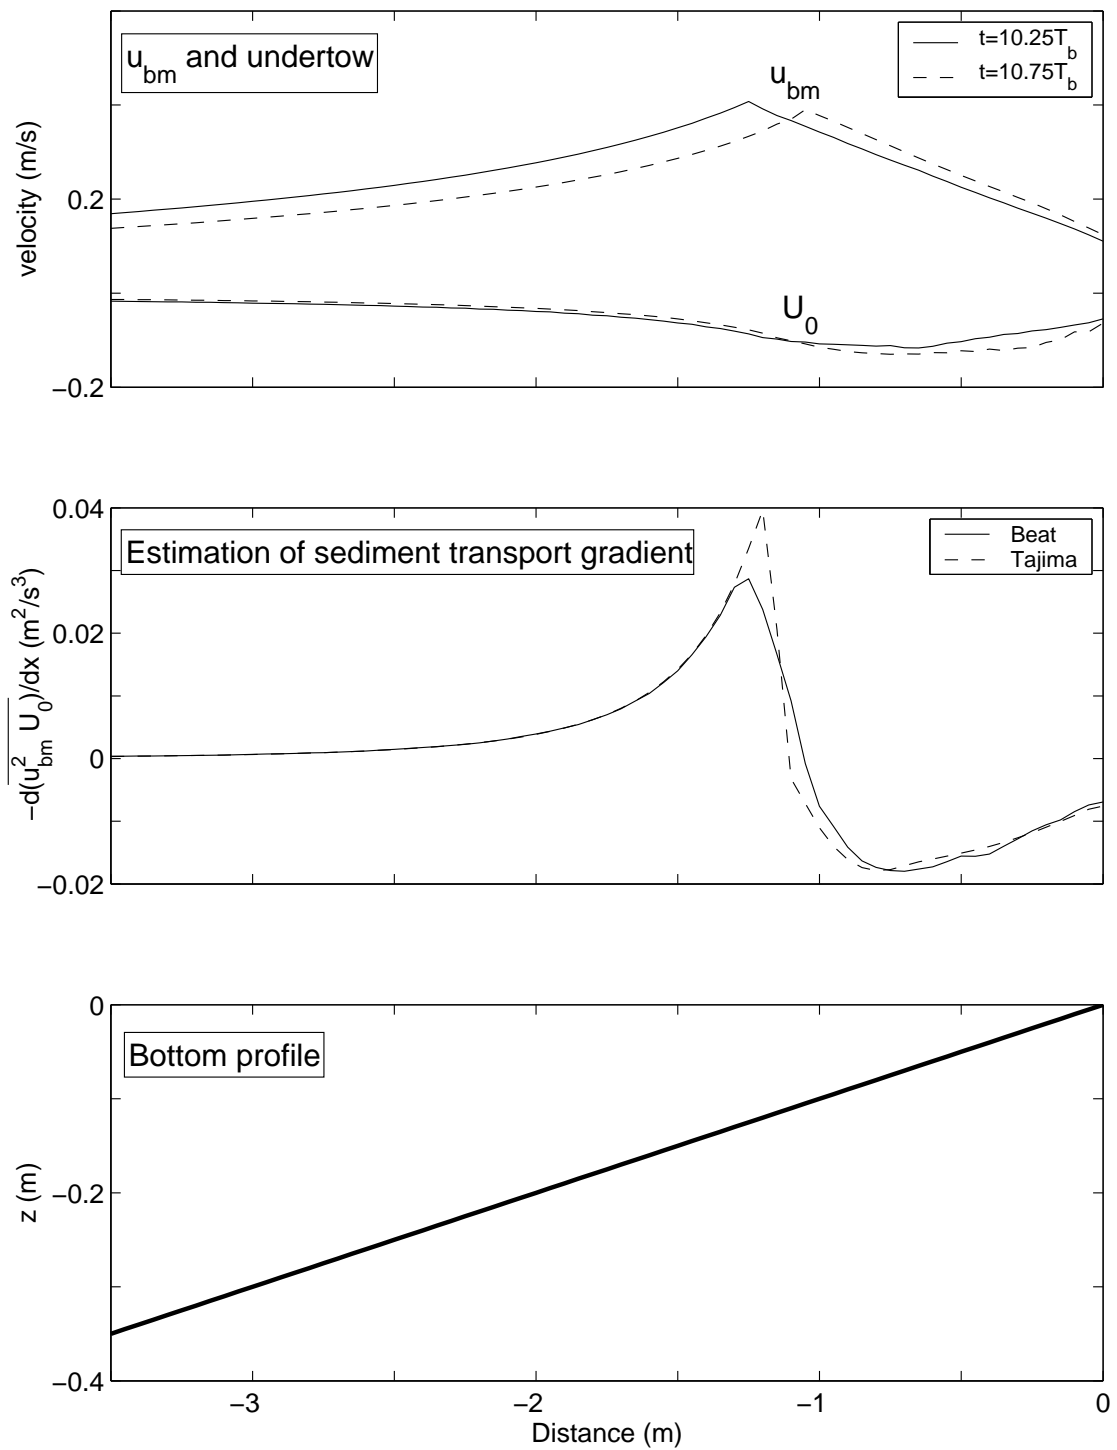 u_bm and undertow
t=10.25T_b
t=10.75T_b
u_bm
U_0
0.2
−0.2
velocity (m/s)
Estimation of sediment transport gradient
Beat
Tajima
0.04
0.02
0
−0.02
−d(u²_bm U_0)/dx (m²/s³)
Bottom profile
0
−0.2
−0.4
z (m)
−3 −2 −1 0
Distance (m)